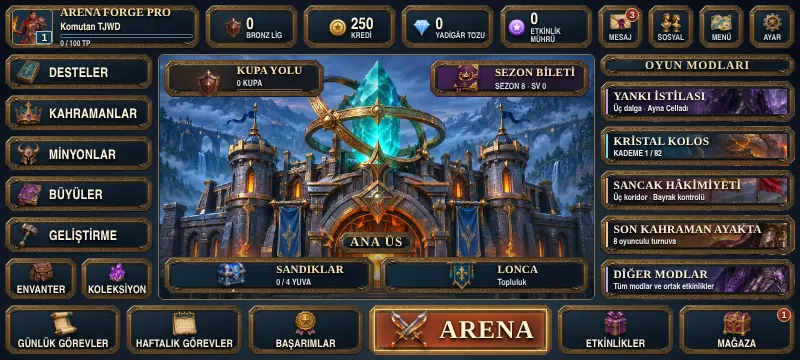 ARENA FORGE PRO
Komutan TJWD
1
0 / 100 TP
0
BRONZ LİG
250
KREDİ
0
YADİGÂR TOZU
0
ETKİNLİK
MÜHRÜ
3
MESAJ
SOSYAL
MENÜ
AYAR
DESTELER
KAHRAMANLAR
MİNYONLAR
BÜYÜLER
GELİŞTİRME
ENVANTER
KOLEKSİYON
KUPA YOLU
0 KUPA
SEZON BİLETİ
SEZON 8 · SV 0
ANA ÜS
SANDIKLAR
0 / 4 YUVA
LONCA
Topluluk
OYUN MODLARI
YANKI İSTİLASI
Üç dalga · Ayna Celladı
KRİSTAL KOLOS
KADEME 1 / 82
SANCAK HÂKİMİYETİ
Üç koridor · Bayrak kontrolü
SON KAHRAMAN AYAKTA
8 oyunculu turnuva
DİĞER MODLAR
Tüm modlar ve ortak etkinlikler
GÜNLÜK GÖREVLER
HAFTALIK GÖREVLER
BAŞARIMLAR
ARENA
ETKİNLİKLER
1
MAĞAZA